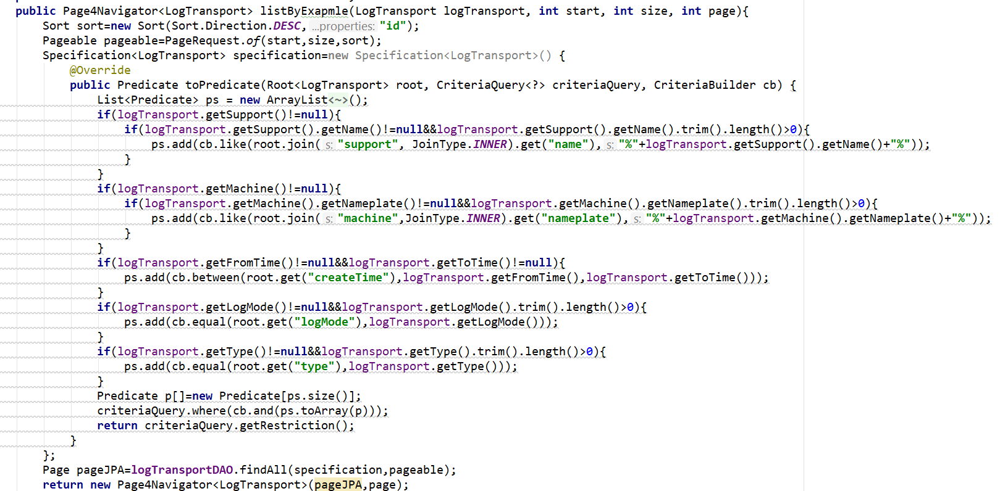 public Page4Navigator<LogTransport> listByExapmle(LogTransport logTransport, int start, int size, int page){
Sort sort=new Sort(Sort.Direction.DESC, ...properties: "id");
Pageable pageable=PageRequest.of(start,size,sort);
Specification<LogTransport> specification=new Specification<LogTransport>() {
@Override
public Predicate toPredicate(Root<LogTransport> root, CriteriaQuery<?> criteriaQuery, CriteriaBuilder cb) {
List<Predicate> ps = new ArrayList<~>();
if(logTransport.getSupport()!=null){
if(logTransport.getSupport().getName()!=null&&logTransport.getSupport().getName().trim().length()>0){
ps.add(cb.like(root.join( s: "support", JoinType.INNER).get("name"), s: "%"+logTransport.getSupport().getName()+"%"));
}
}
if(logTransport.getMachine()!=null){
if(logTransport.getMachine().getNameplate()!=null&&logTransport.getMachine().getNameplate().trim().length()>0){
ps.add(cb.like(root.join( s: "machine",JoinType.INNER).get("nameplate"), s: "%"+logTransport.getMachine().getNameplate()+"%"));
}
}
if(logTransport.getFromTime()!=null&&logTransport.getToTime()!=null){
ps.add(cb.between(root.get("createTime"),logTransport.getFromTime(),logTransport.getToTime()));
}
if(logTransport.getLogMode()!=null&&logTransport.getLogMode().trim().length()>0){
ps.add(cb.equal(root.get("logMode"),logTransport.getLogMode()));
}
if(logTransport.getType()!=null&&logTransport.getType().trim().length()>0){
ps.add(cb.equal(root.get("type"),logTransport.getType()));
}
Predicate p[]=new Predicate[ps.size()];
criteriaQuery.where(cb.and(ps.toArray(p)));
return criteriaQuery.getRestriction();
}
};
Page pageJPA=logTransportDAO.findAll(specification,pageable);
return new Page4Navigator<LogTransport>(pageJPA,page);